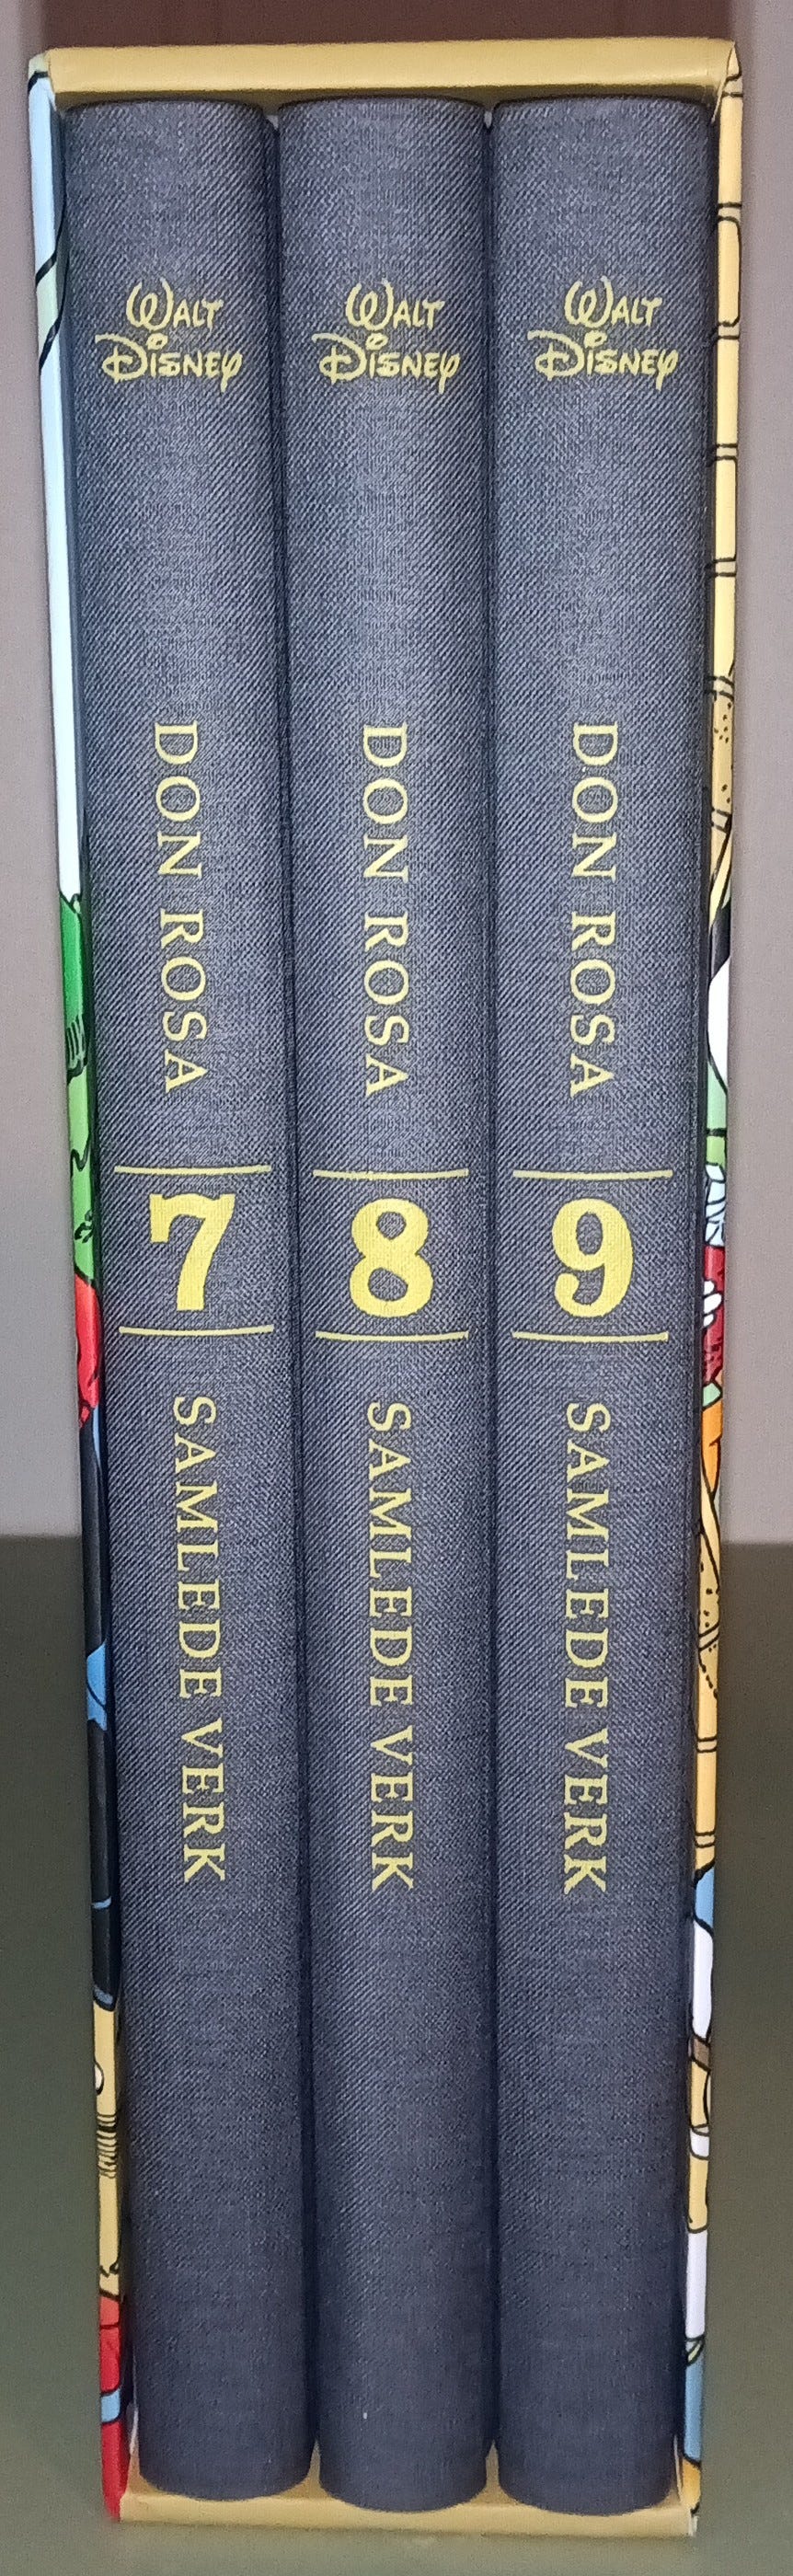 Walt
Disney
DON ROSA
7
SAMLEDE VERK
Walt
Disney
DON ROSA
8
SAMLEDE VERK
Walt
Disney
DON ROSA
9
SAMLEDE VERK